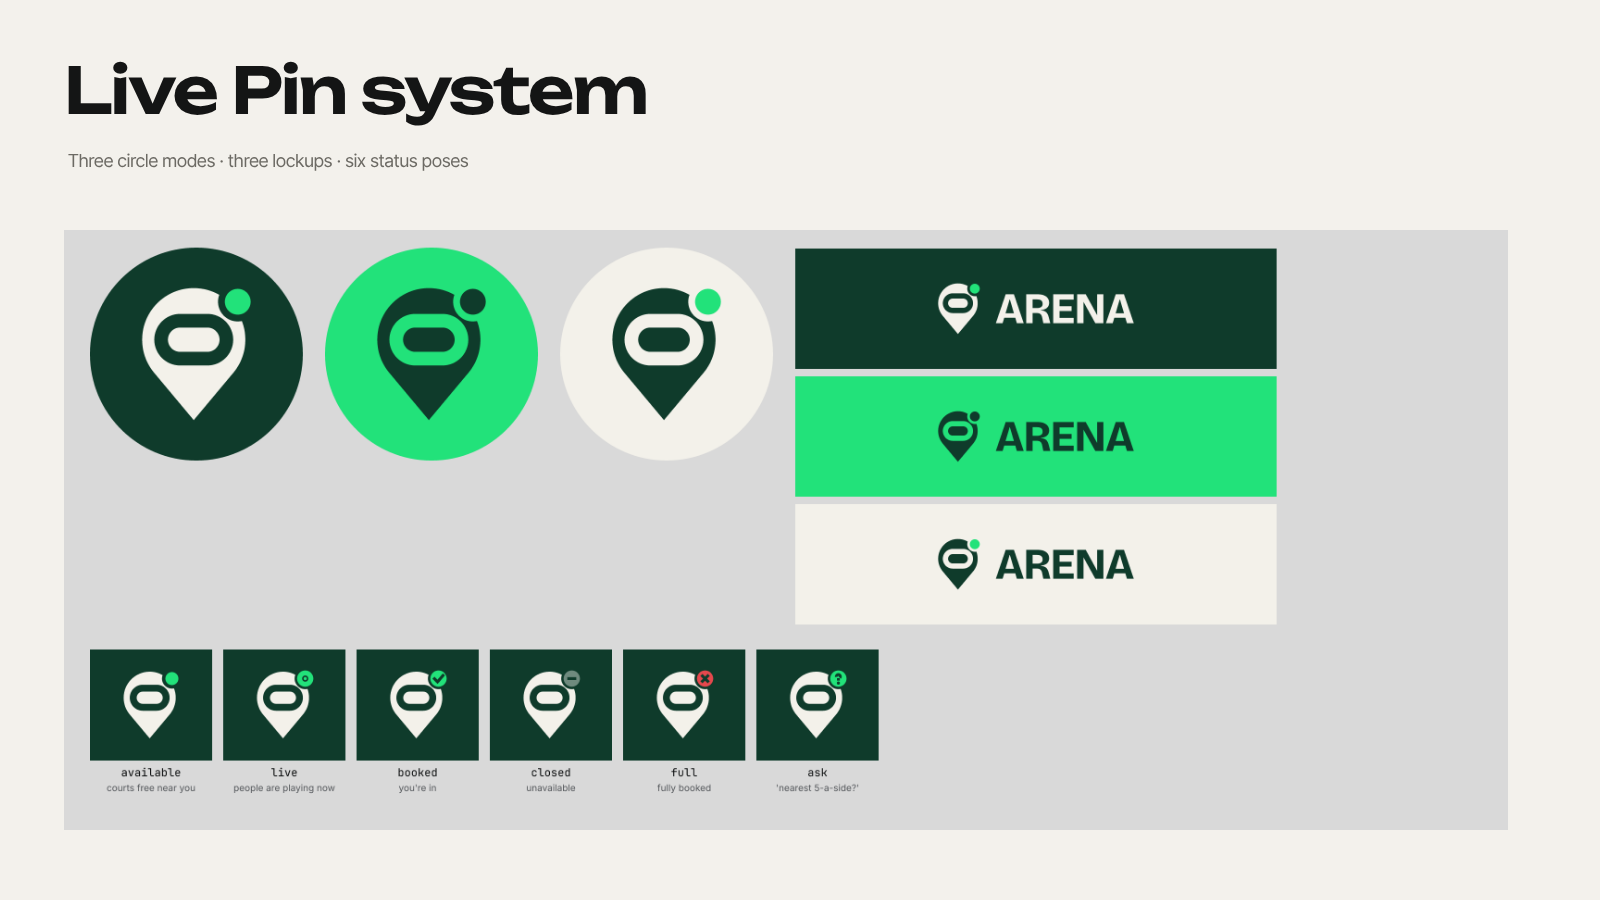 Live Pin system
Three circle modes · three lockups · six status poses
ARENA
ARENA
ARENA
available
courts free near you
live
people are playing now
booked
you're in
closed
unavailable
full
fully booked
ask
'nearest 5-a-side?'